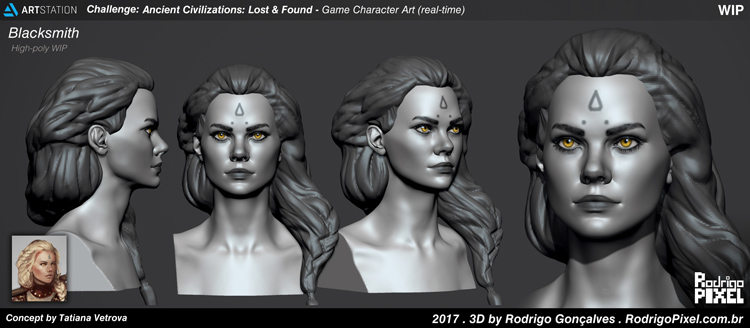 ARTSTATION
Challenge: Ancient Civilizations: Lost & Found - Game Character Art (real-time)
WIP
Blacksmith
High-poly WIP
Rodrigo
PIXEL
Concept by Tatiana Vetrova
2017 . 3D by Rodrigo Gonçalves . RodrigoPixel.com.br